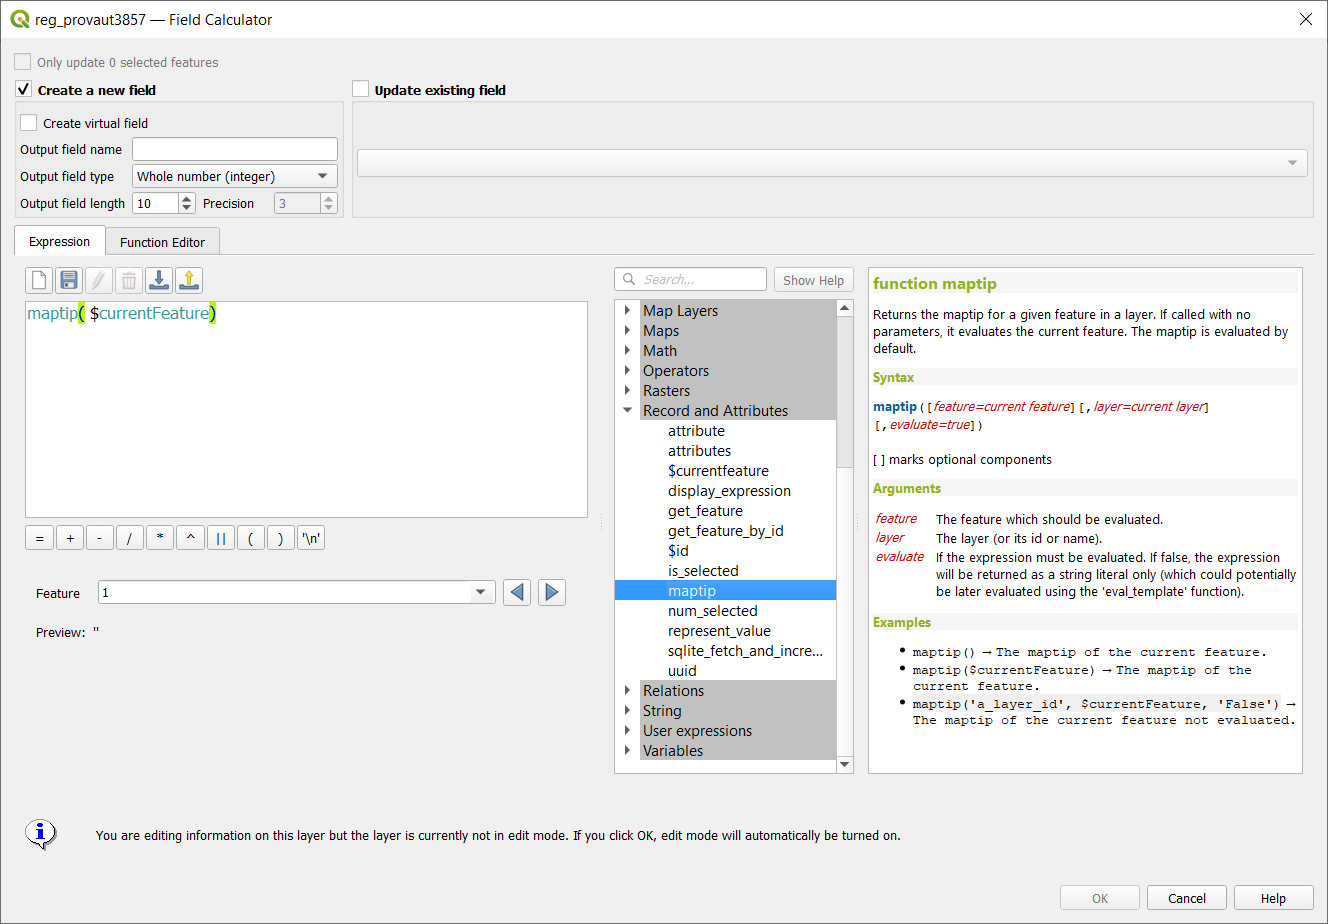 reg_provaut3857 — Field Calculator
Only update 0 selected features
Create a new field
Update existing field
Create virtual field
Output field name
Output field type Whole number (integer)
Output field length 10 Precision 3
Expression Function Editor
Search... Show Help
maptip( $currentFeature)
= + - / * ^ || ( ) '\n'
Feature 1
Preview: ''
Map Layers
Maps
Math
Operators
Rasters
Record and Attributes
attribute
attributes
$currentfeature
display_expression
get_feature
get_feature_by_id
$id
is_selected
maptip
num_selected
represent_value
sqlite_fetch_and_incre...
uuid
Relations
String
User expressions
Variables
function maptip
Returns the maptip for a given feature in a layer. If called with no
parameters, it evaluates the current feature. The maptip is evaluated by
default.
Syntax
maptip([feature=current feature][,layer=current layer]
[,evaluate=true])
[ ] marks optional components
Arguments
feature The feature which should be evaluated.
layer The layer (or its id or name).
evaluate If the expression must be evaluated. If false, the expression
will be returned as a string literal only (which could potentially
be later evaluated using the 'eval_template' function).
Examples
• maptip() → The maptip of the current feature.
• maptip($currentFeature) → The maptip of the
current feature.
• maptip('a_layer_id', $currentFeature, 'False') →
The maptip of the current feature not evaluated.
You are editing information on this layer but the layer is currently not in edit mode. If you click OK, edit mode will automatically be turned on.
OK Cancel Help